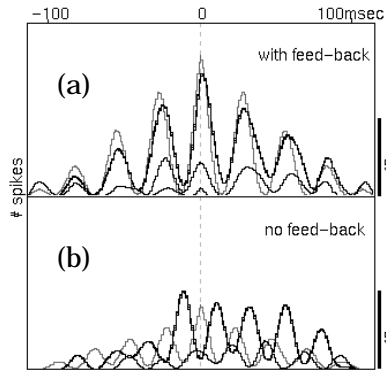 -100 0 100msec
with feed-back
(a)
# spikes
no feed-back
(b)